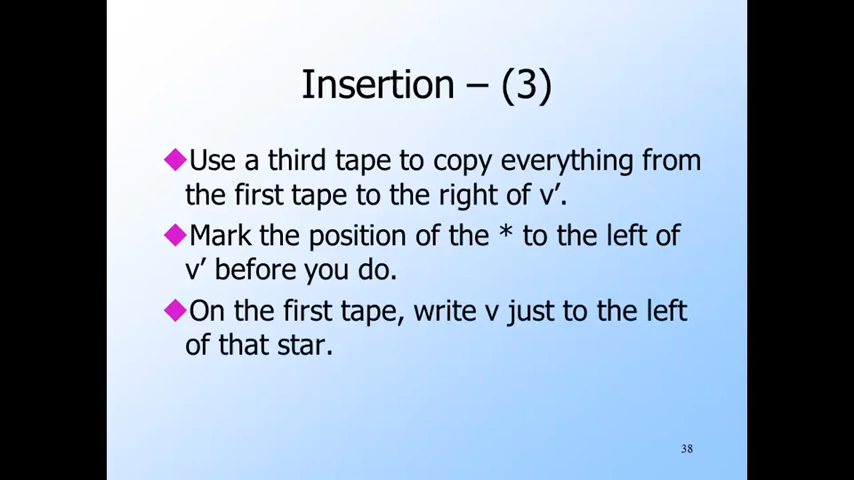 Insertion – (3)
Use a third tape to copy everything from
the first tape to the right of v’.
Mark the position of the * to the left of
v’ before you do.
On the first tape, write v just to the left
of that star.
38